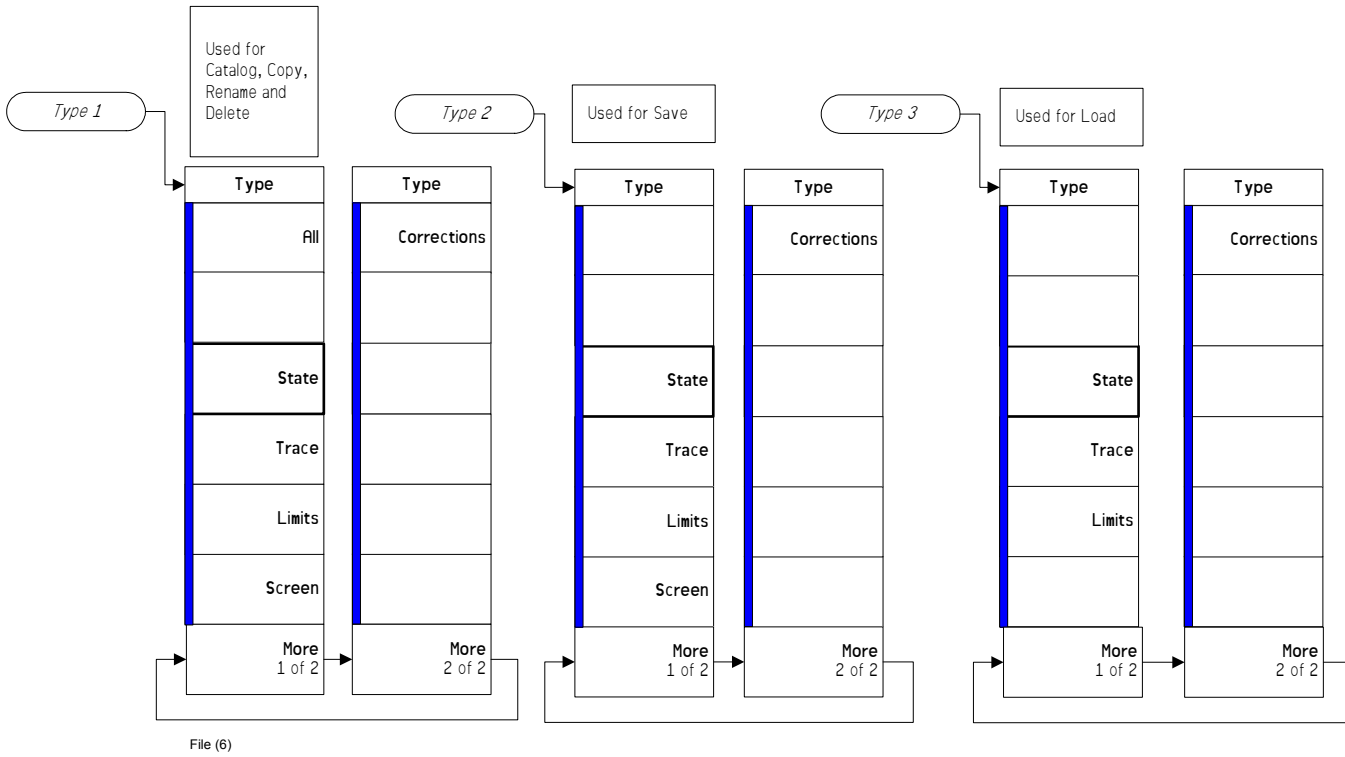 Used for
Catalog, Copy,
Rename and
Delete
Type 1
Type
All
State
Trace
Limits
Screen
More
1 of 2
Type
Corrections
More
2 of 2
Used for Save
Type 2
Type
State
Trace
Limits
Screen
More
1 of 2
Type
Corrections
More
2 of 2
Used for Load
Type 3
Type
State
Trace
Limits
More
1 of 2
Type
Corrections
More
2 of 2
File (6)